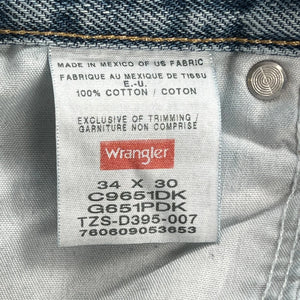 MADE IN MEXICO OF US FABRIC
FABRIQUE AU MEXIQUE DE TISSU
E.-U.
100% COTTON / COTON
EXCLUSIVE OF TRIMMING /
GARNITURE NON COMPRISE
Wrangler
34 X 30
C9651DK
G651PDK
TZS-D395-007
760609053653